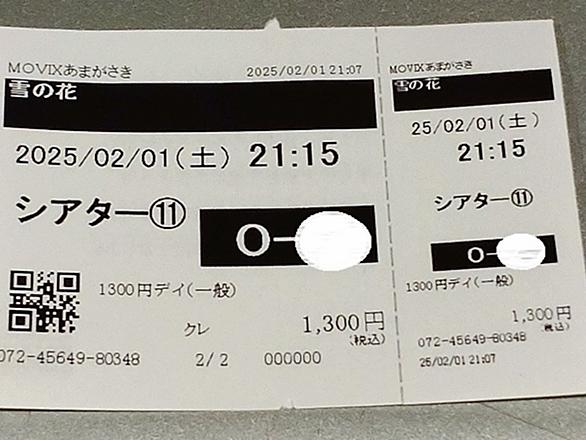 MOVIXあまがさき 2025/02/01 21:07
雪の花
2025/02/01(土) 21:15
シアター⑪
O-
1300円デイ(一般)
クレ 1,300円
(税込)
072-45649-80348 2/2 000000
MOVIXあまがさき
雪の花
25/02/01(土)
21:15
シアター⑪
O-
1300円デイ(一般)
1,300円
(税込)
072-45649-80348
25/02/01 21:07